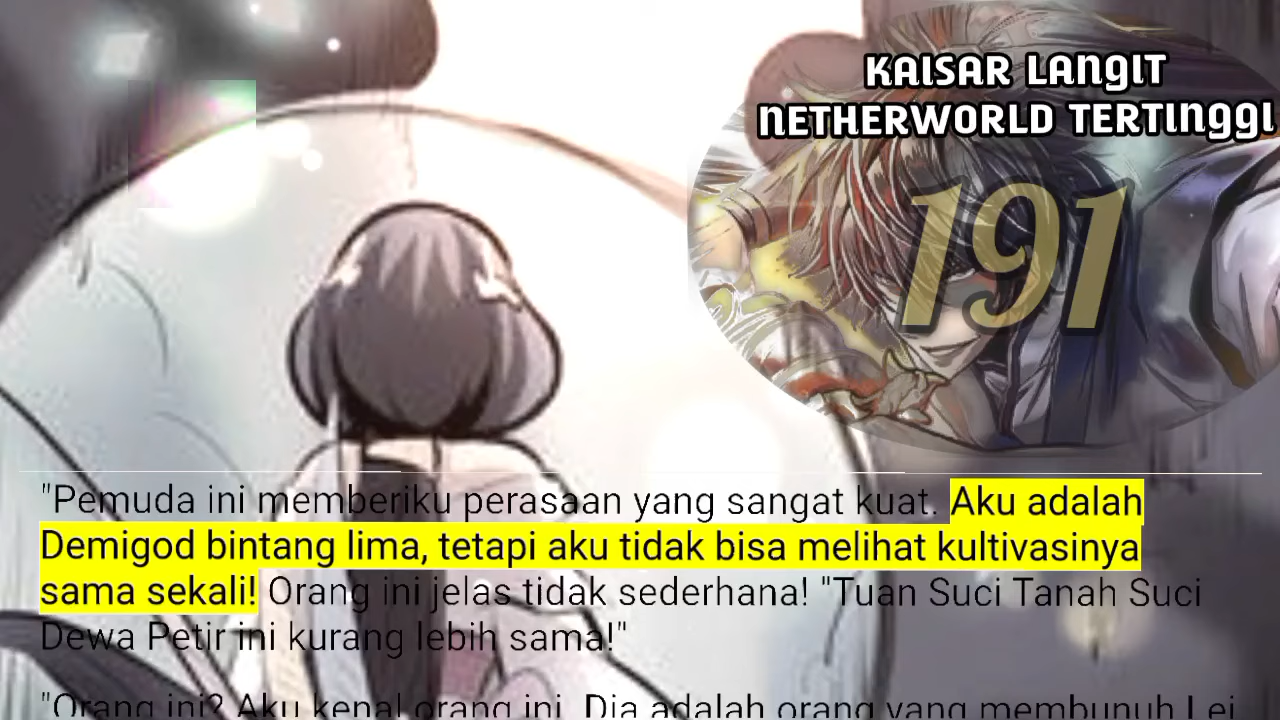 KAISAR LANGIT
NETHERWORLD TERTINGGI
191
"Pemuda ini memberiku perasaan yang sangat kuat. Aku adalah
Demigod bintang lima, tetapi aku tidak bisa melihat kultivasinya
sama sekali! Orang ini jelas tidak sederhana! "Tuan Suci Tanah Suci
Dewa Petir ini kurang lebih sama!"
"Orang ini? Aku kenal orang ini. Dia adalah orang yang membunuh Lei